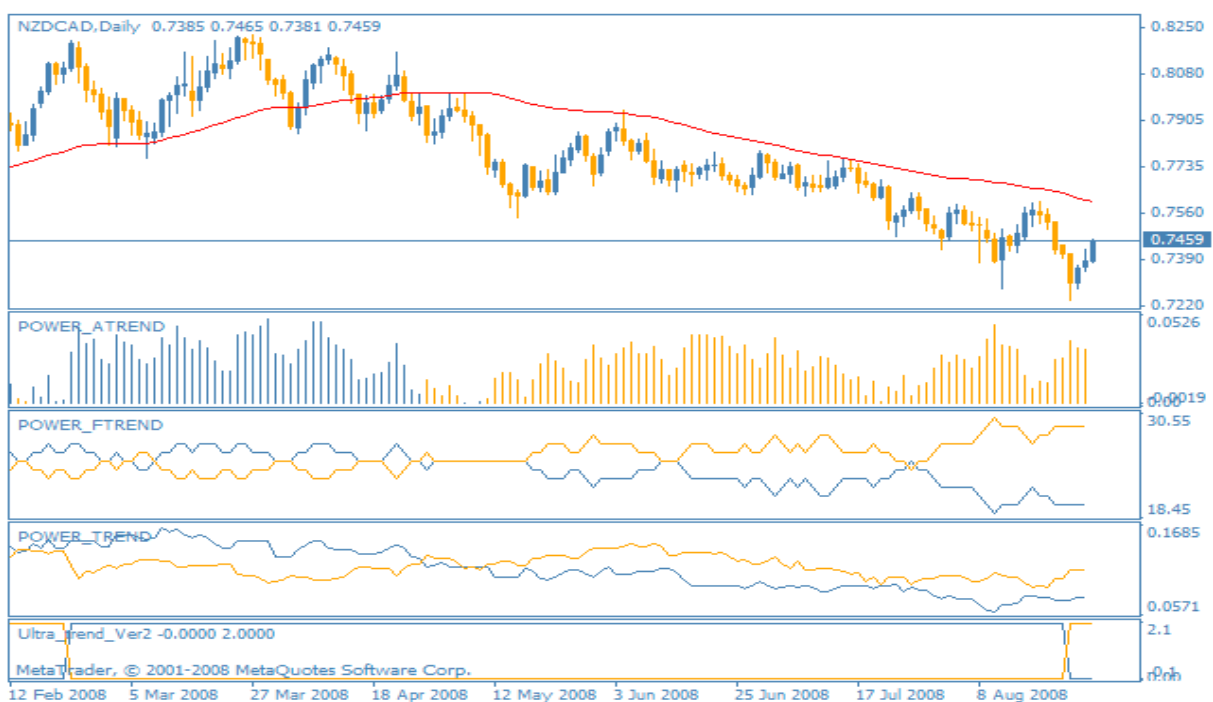 NZDCAD,Daily 0.7385 0.7465 0.7381 0.7459
0.8250
0.8080
0.7905
0.7735
0.7560
0.7459
0.7390
0.7220
POWER_ATREND
0.0526
0.00
-0.0019
POWER_FTREND
30.55
18.45
POWER_TREND
0.1685
0.0571
Ultra_trend_Ver2 -0.0000 2.0000
2.1
MetaTrader, © 2001-2008 MetaQuotes Software Corp.
-0.1
0.00
12 Feb 2008 5 Mar 2008 27 Mar 2008 18 Apr 2008 12 May 2008 3 Jun 2008 25 Jun 2008 17 Jul 2008 8 Aug 2008